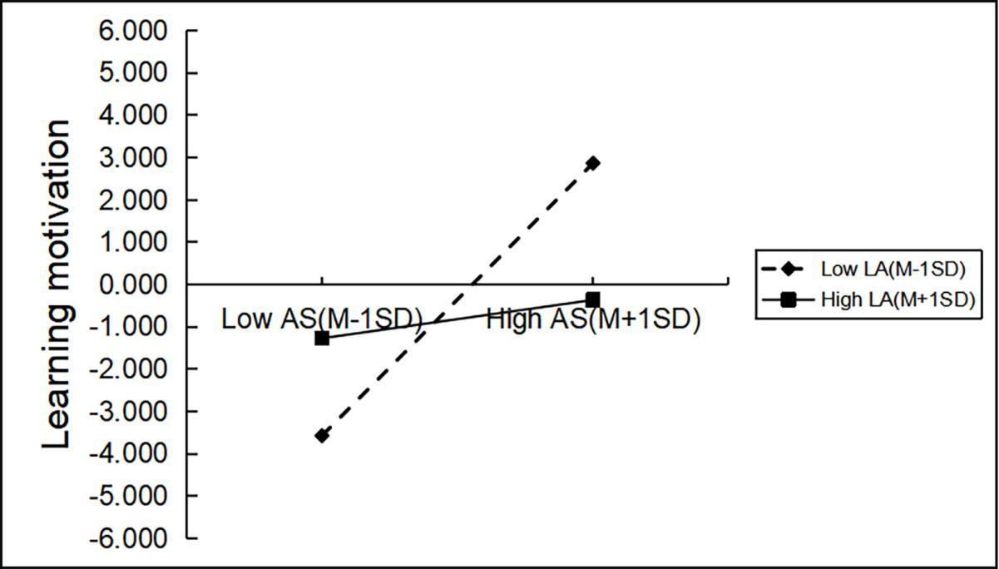 Learning motivation
6.000
5.000
4.000
3.000
2.000
1.000
0.000
-1.000
-2.000
-3.000
-4.000
-5.000
-6.000
Low AS(M-1SD)
High AS(M+1SD)
Low LA(M-1SD)
High LA(M+1SD)